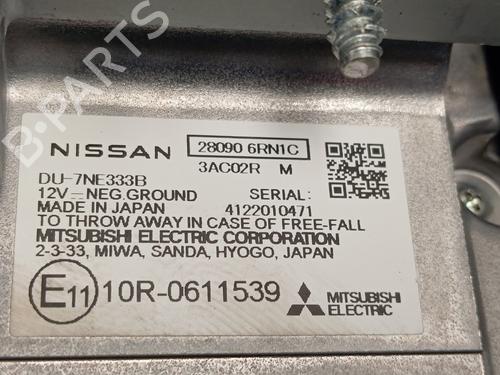 B-PARTS
NISSAN 28090 6RN1C
3AC02R M
DU-7NE333B
12V⎓NEG.GROUND SERIAL:
MADE IN JAPAN 4122010471
TO THROW AWAY IN CASE OF FREE-FALL
MITSUBISHI ELECTRIC CORPORATION
2-3-33, MIWA, SANDA, HYOGO, JAPAN
E11 10R-0611539 MITSUBISHI
ELECTRIC